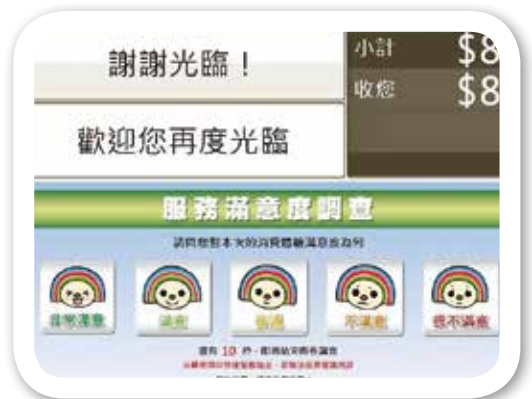 謝謝光臨！
小計 $8
收您 $8
歡迎您再度光臨
服務滿意度調查
請問您對本次的消費體驗滿意度為何
非常滿意 滿意 普通 不滿意 很不滿意
還有 10 秒，即將結束問卷調查